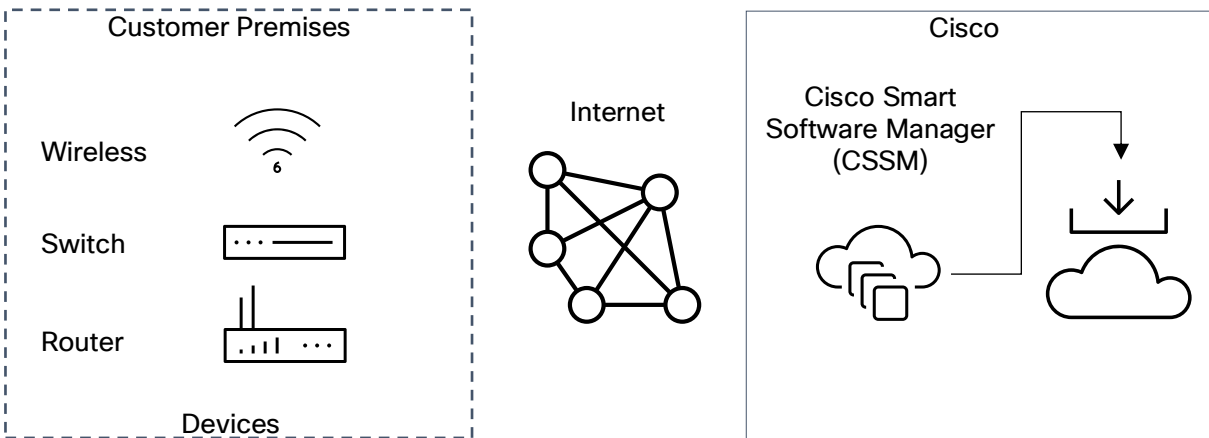 Customer Premises
Wireless
6
Switch
Router
Devices
Internet
Cisco
Cisco Smart
Software Manager
(CSSM)